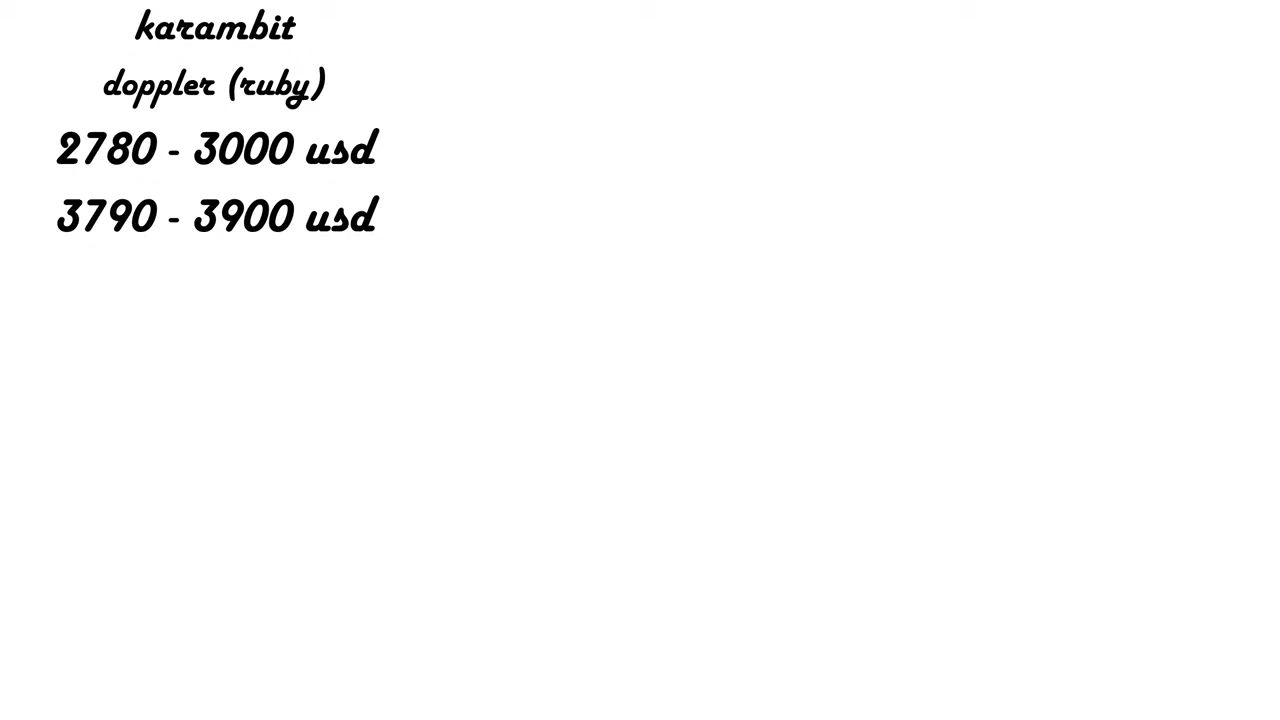 karambit
doppler (ruby)
2780 - 3000 usd
3790 - 3900 usd